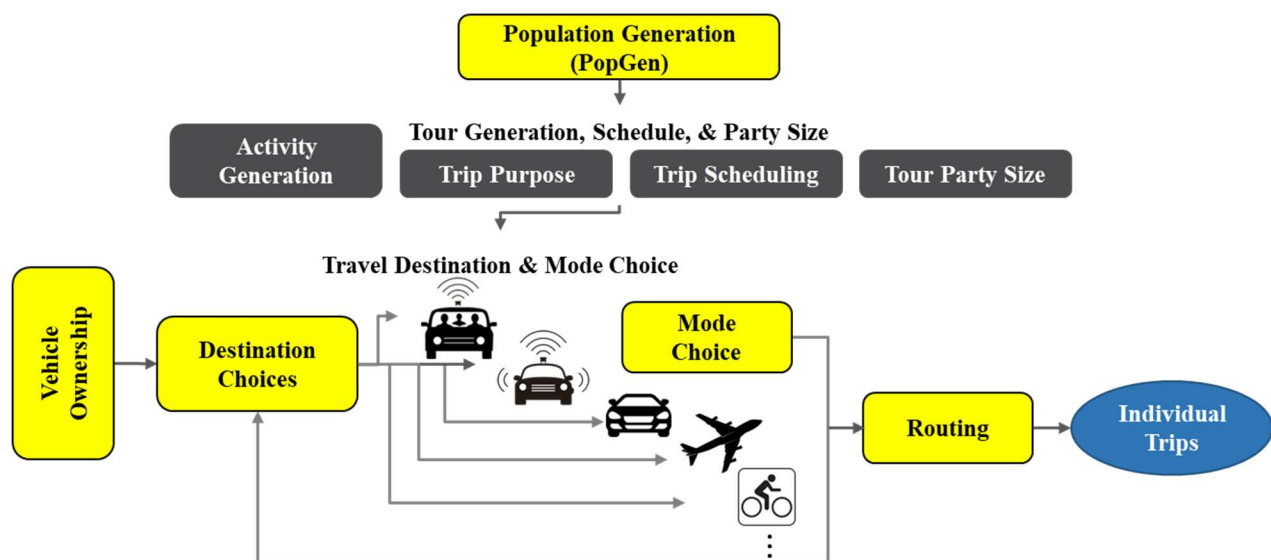 Population Generation
(PopGen)
Tour Generation, Schedule, & Party Size
Activity
Generation
Trip Purpose
Trip Scheduling
Tour Party Size
Travel Destination & Mode Choice
Vehicle
Ownership
Destination
Choices
Mode
Choice
Routing
Individual
Trips